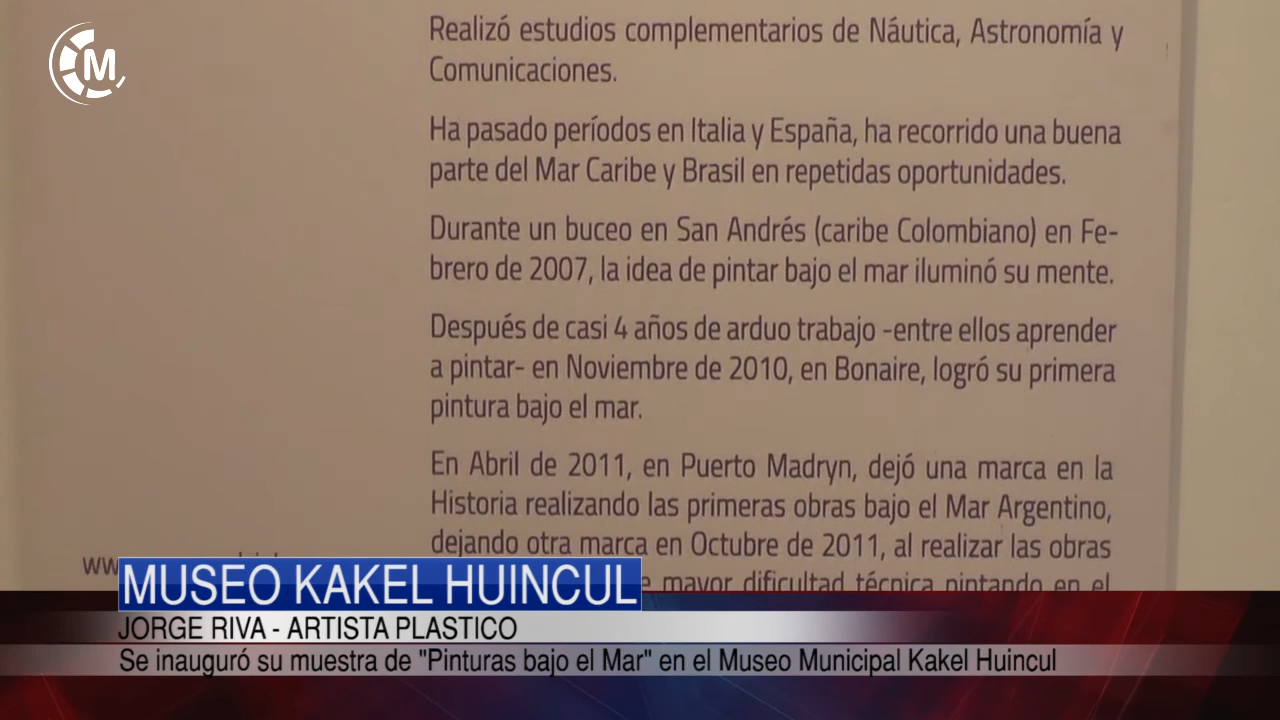 M
Realizó estudios complementarios de Náutica, Astronomía y
Comunicaciones.
Ha pasado períodos en Italia y España, ha recorrido una buena
parte del Mar Caribe y Brasil en repetidas oportunidades.
Durante un buceo en San Andrés (caribe Colombiano) en Fe-
brero de 2007, la idea de pintar bajo el mar iluminó su mente.
Después de casi 4 años de arduo trabajo -entre ellos aprender
a pintar- en Noviembre de 2010, en Bonaire, logró su primera
pintura bajo el mar.
En Abril de 2011, en Puerto Madryn, dejó una marca en la
Historia realizando las primeras obras bajo el Mar Argentino,
dejando otra marca en Octubre de 2011, al realizar las obras
mayor dificultad técnica pintando en el
MUSEO KAKEL HUINCUL
JORGE RIVA - ARTISTA PLASTICO
Se inauguró su muestra de "Pinturas bajo el Mar" en el Museo Municipal Kakel Huincul